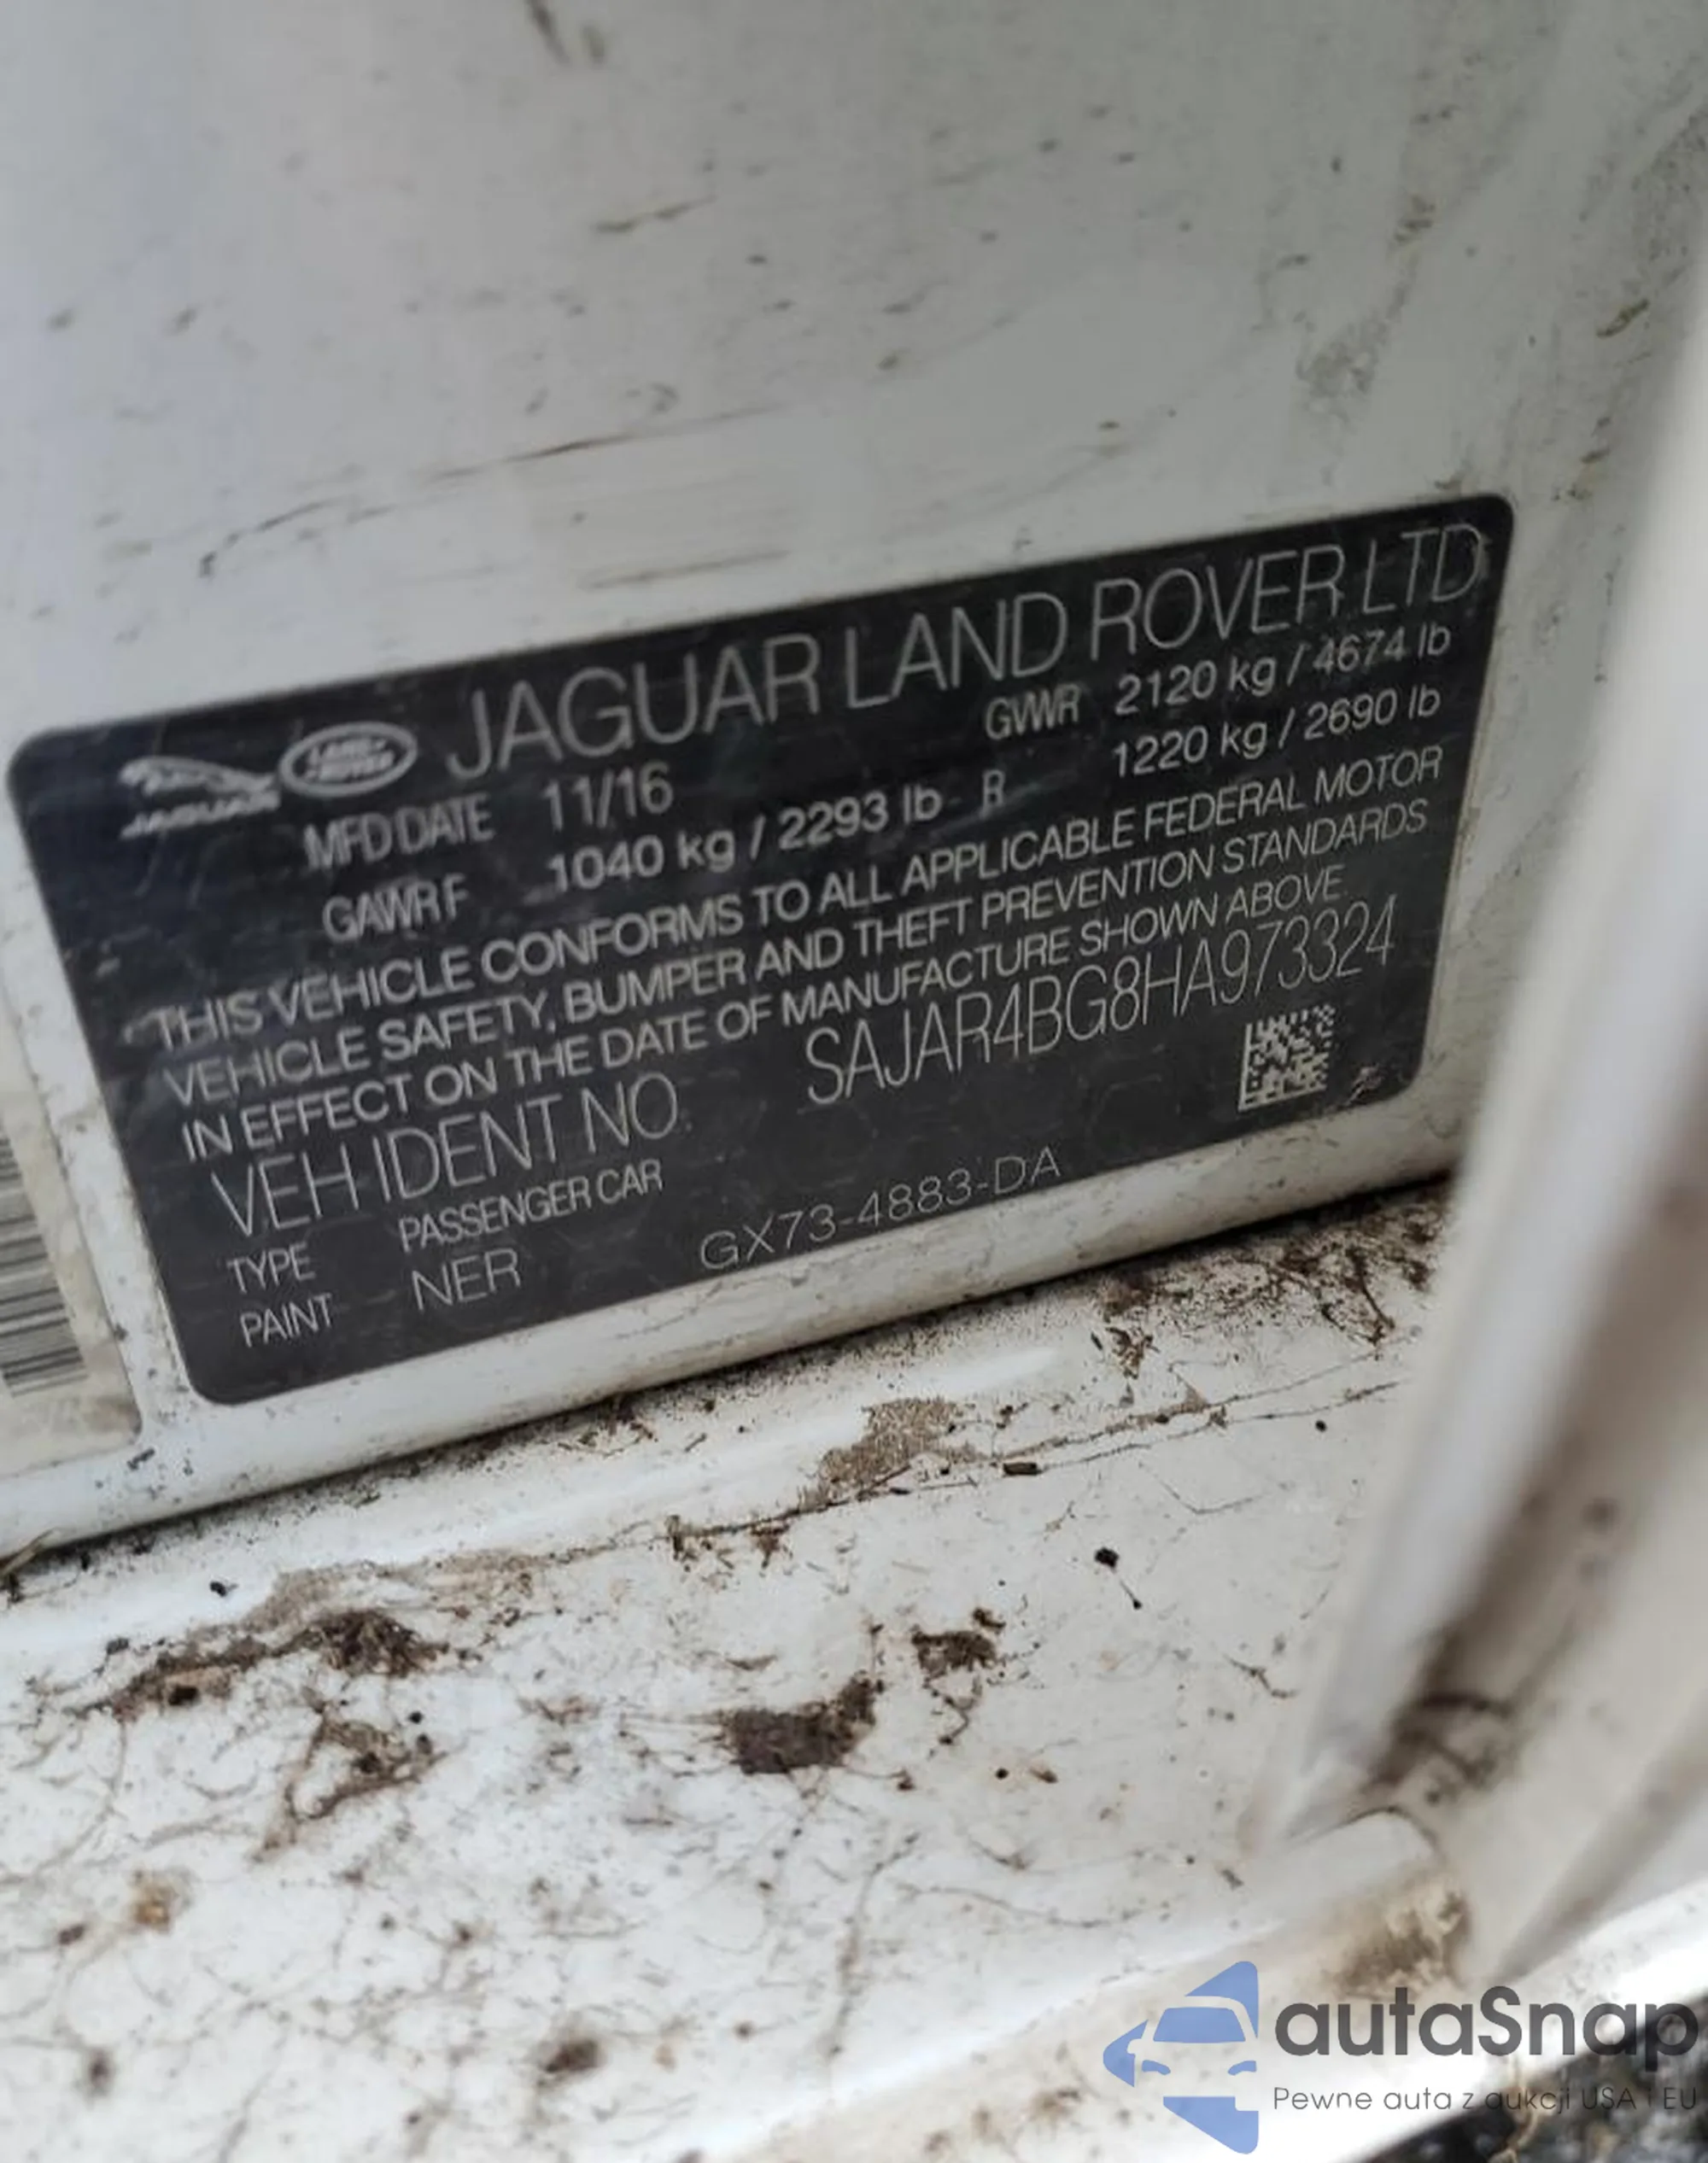 JAGUAR LAND ROVER LTD
JAGUAR
LAND ROVER
MFD DATE 11/16 GVWR 2120 kg / 4674 lb
GAWR F 1040 kg / 2293 lb R 1220 kg / 2690 lb
THIS VEHICLE CONFORMS TO ALL APPLICABLE FEDERAL MOTOR
VEHICLE SAFETY, BUMPER AND THEFT PREVENTION STANDARDS
IN EFFECT ON THE DATE OF MANUFACTURE SHOWN ABOVE.
VEH IDENT NO. SAJAR4BG8HA973324
TYPE PASSENGER CAR
PAINT NER GX73-4883-DA
autaSnap
Pewne auta z aukcji USA i EU